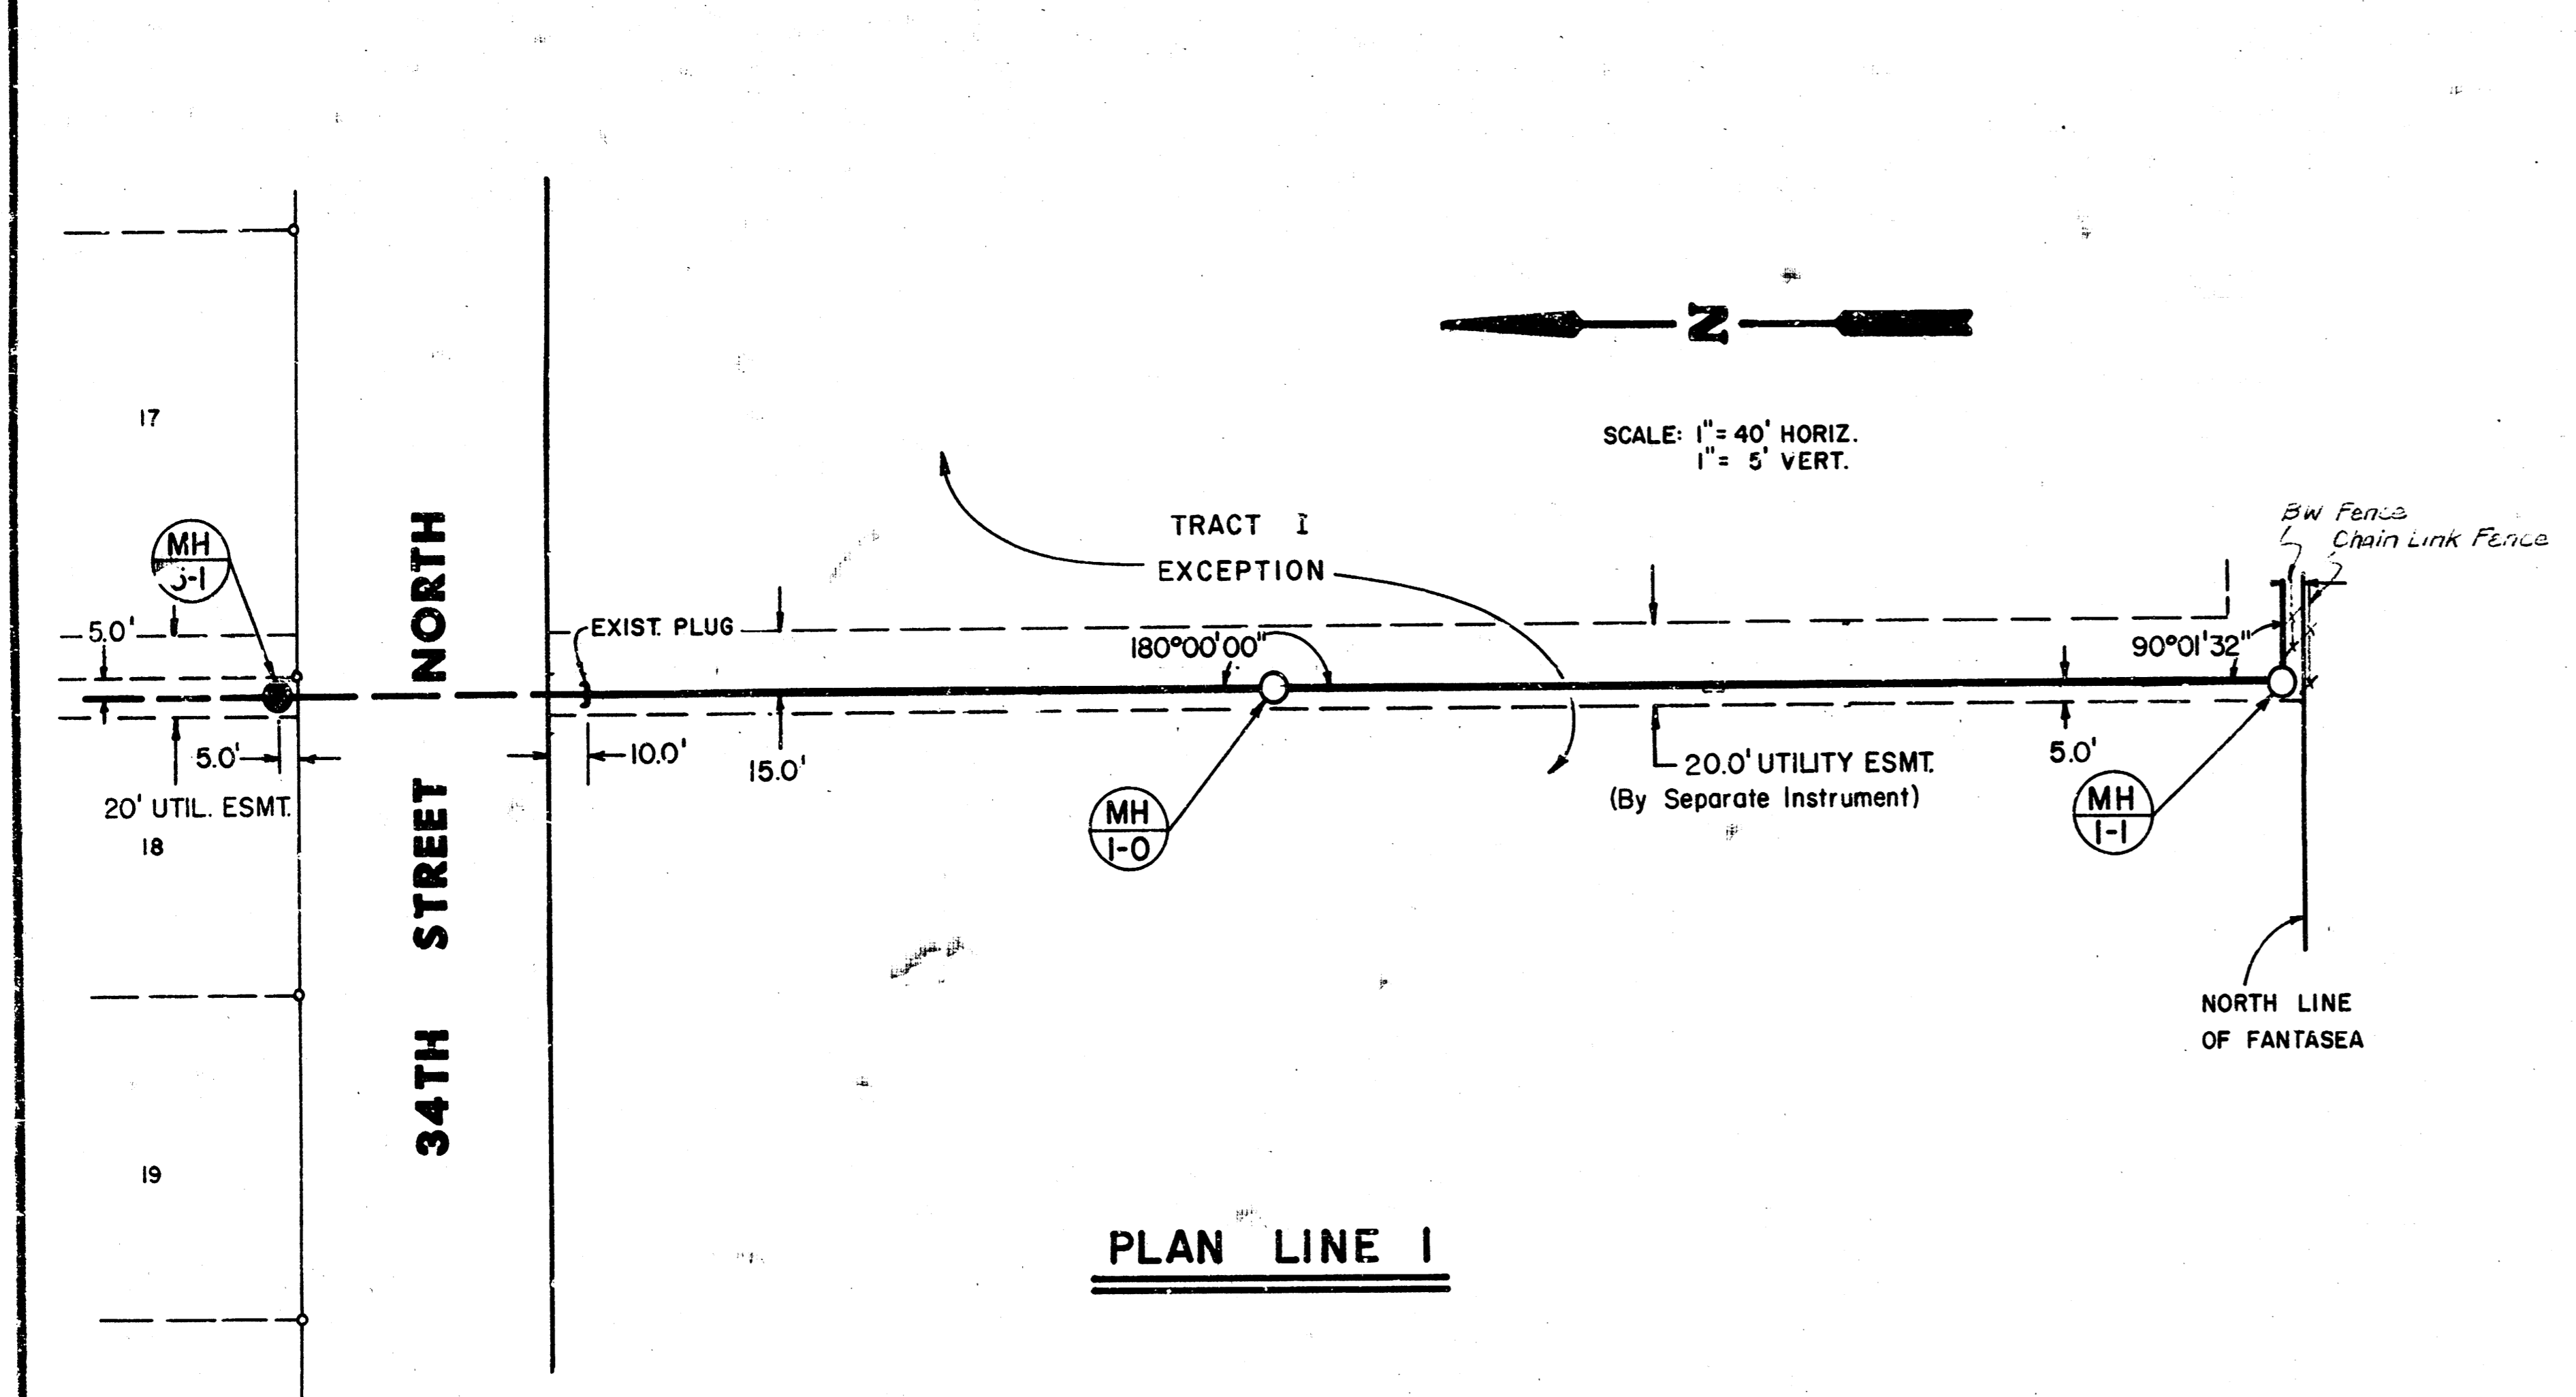 N
SCALE: 1" = 40' HORIZ.
1" = 5' VERT.
17
BW Fence
Chain Link Fence
TRACT I
EXCEPTION
MH
5.0'
EXIST. PLUG
180°00'00"
90°01'32"
5.0'
10.0'
15.0'
20.0' UTILITY ESMT.
(By Separate Instrument)
5.0'
20' UTIL. ESMT.
MH
1-0
MH
1-1
18
34TH STREET NORTH
NORTH LINE
OF FANTASEA
19
PLAN LINE 1